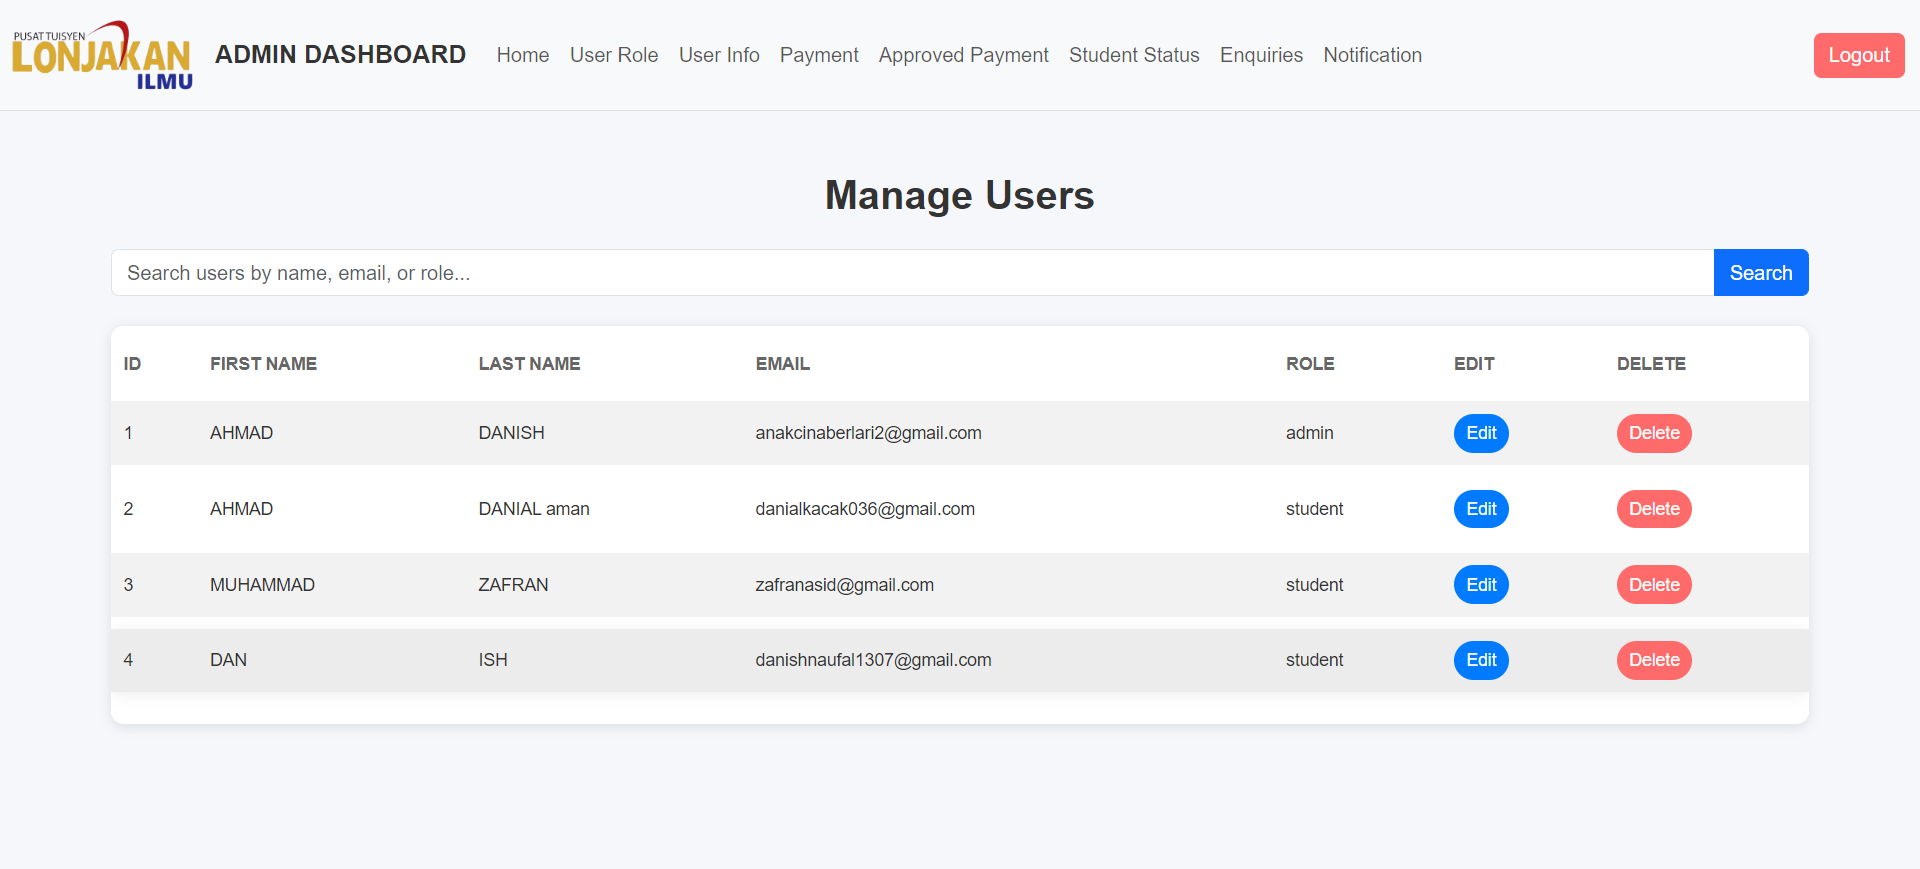 PUSAT TUISYEN
LONJAKAN
ILMU
ADMIN DASHBOARD Home User Role User Info Payment Approved Payment Student Status Enquiries Notification Logout
Manage Users
Search users by name, email, or role... Search
ID FIRST NAME LAST NAME EMAIL ROLE EDIT DELETE
1 AHMAD DANISH anakcinaberlari2@gmail.com admin Edit Delete
2 AHMAD DANIAL aman danialkacak036@gmail.com student Edit Delete
3 MUHAMMAD ZAFRAN zafranasid@gmail.com student Edit Delete
4 DAN ISH danishnaufal1307@gmail.com student Edit Delete